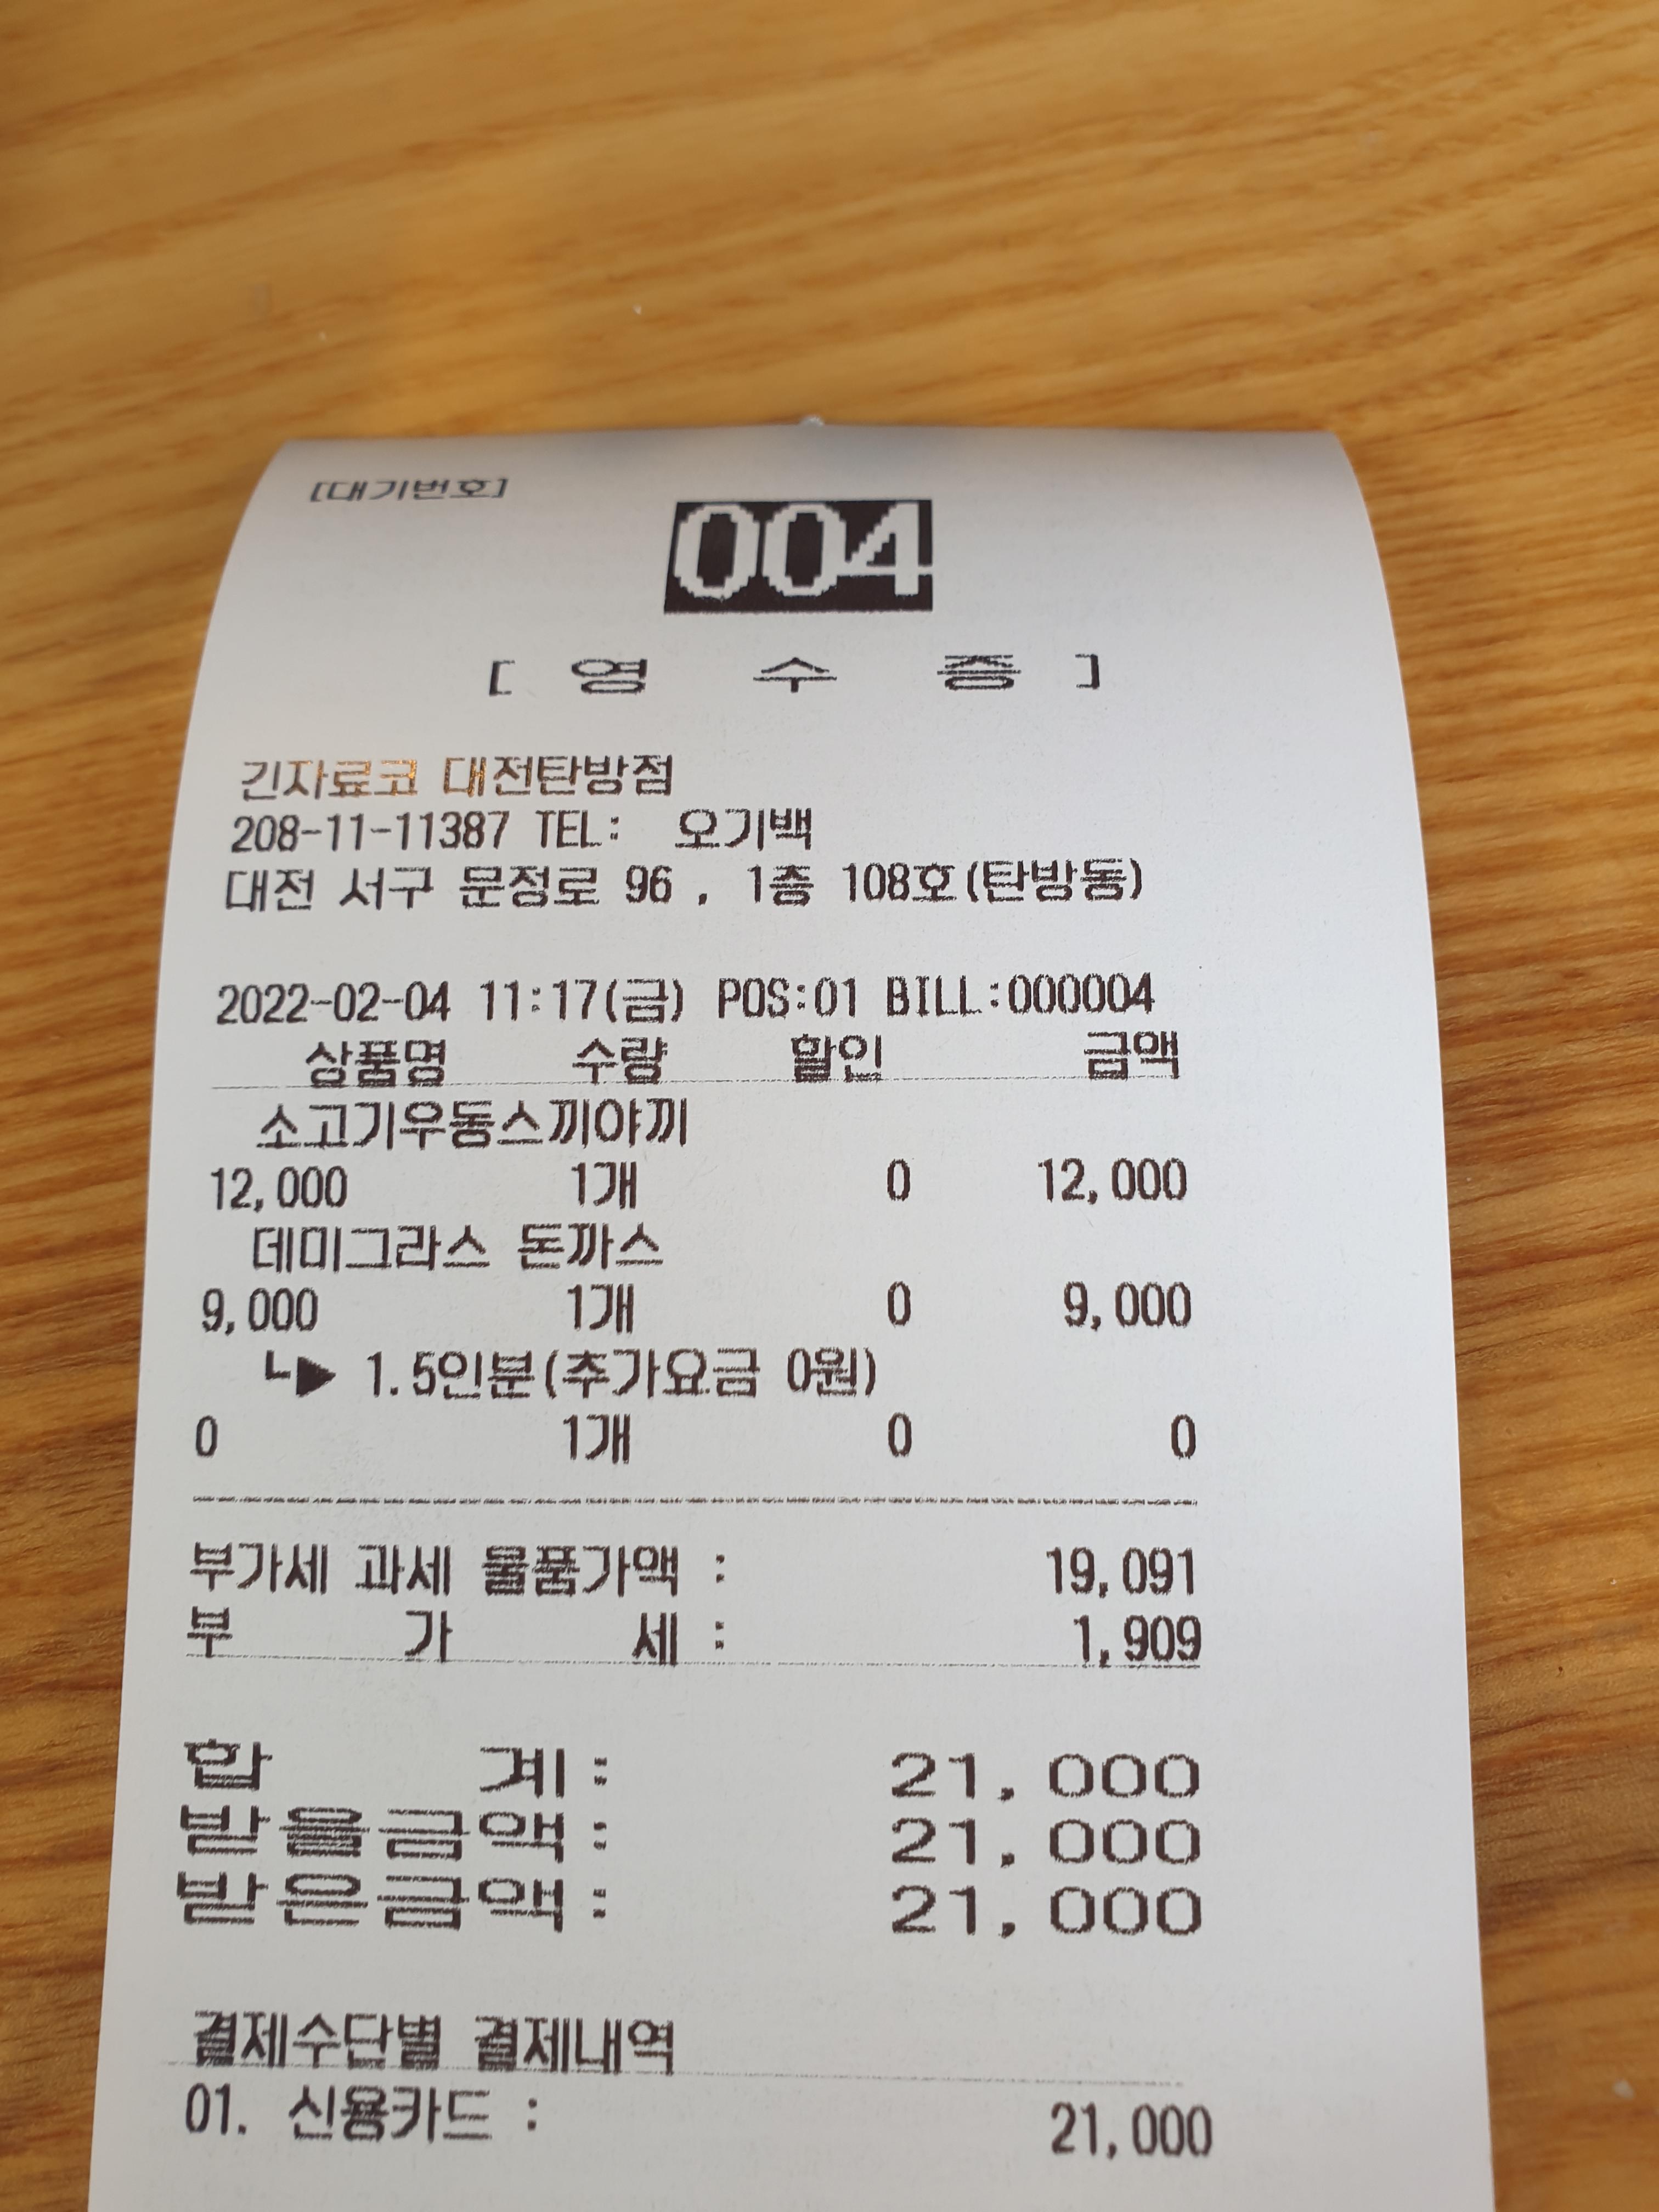 [대기번호]
004
[ 영 수 증 ]
긴자료코 대전탄방점
208-11-11387 TEL: 오기백
대전 서구 문정로 96 , 1층 108호(탄방동)
2022-02-04 11:17(금) POS:01 BILL:000004
상품명 수량 할인 금액
소고기우동스끼야끼
12,000 1개 0 12,000
데미그라스 돈까스
9,000 1개 0 9,000
┗▶ 1.5인분(추가요금 0원)
0 1개 0 0
부가세 과세 물품가액 : 19,091
부 가 세 : 1,909
합 계: 21,000
받을금액: 21,000
받은금액: 21,000
결제수단별 결제내역
01. 신용카드 : 21,000